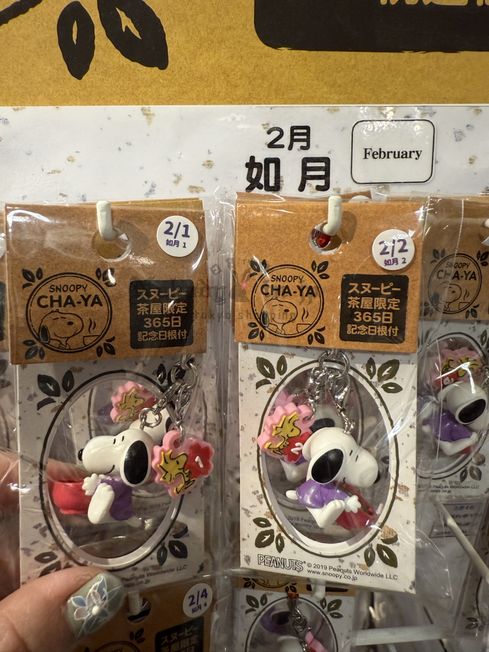 2月
如月
February
2/1
如月 1
SNOOPY
CHA-YA
スヌーピー
茶屋限定
365日
記念日根付
1
2/2
如月 2
SNOOPY
CHA-YA
スヌーピー
茶屋限定
365日
記念日根付
2
PEANUTS
© 2019 Peanuts Worldwide LLC
www.snoopy.co.jp
2/4
スヌーピー